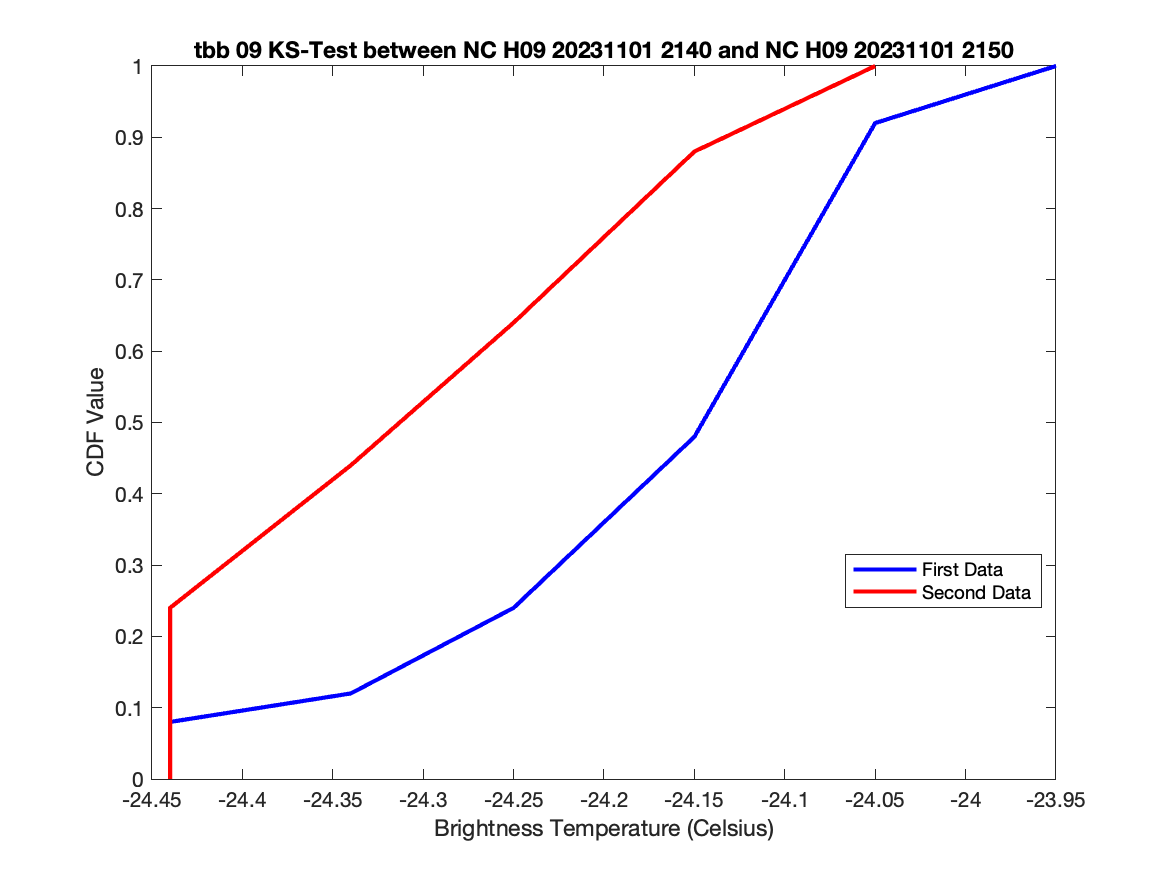 tbb 09 KS-Test between NC H09 20231101 2140 and NC H09 20231101 2150
1
0.9
0.8
0.7
0.6
0.5
0.4
0.3
0.2
0.1
0
CDF Value
First Data
Second Data
-24.45 -24.4 -24.35 -24.3 -24.25 -24.2 -24.15 -24.1 -24.05 -24 -23.95
Brightness Temperature (Celsius)